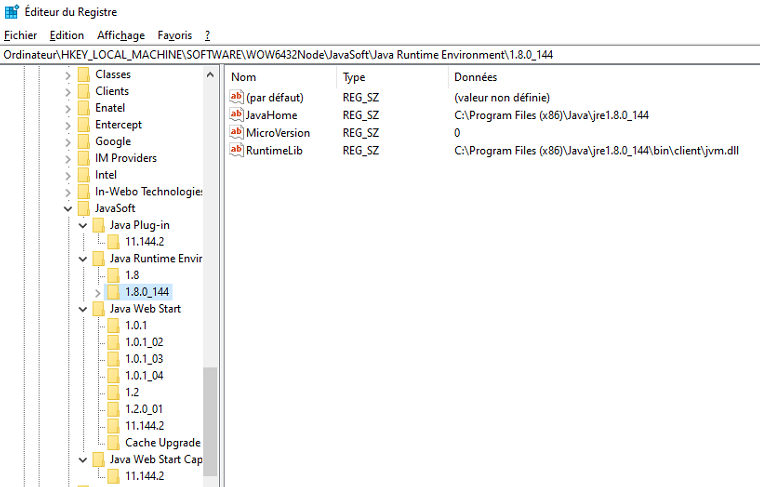 Éditeur du Registre
Fichier Edition Affichage Favoris ?
Ordinateur\HKEY_LOCAL_MACHINE\SOFTWARE\WOW6432Node\JavaSoft\Java Runtime Environment\1.8.0_144
Classes
Clients
Enatel
Entercept
Google
IM Providers
Intel
In-Webo Technologies
JavaSoft
Java Plug-in
11.144.2
Java Runtime Envir
1.8
1.8.0_144
Java Web Start
1.0.1
1.0.1_02
1.0.1_03
1.0.1_04
1.2
1.2.0_01
11.144.2
Cache Upgrade
Java Web Start Cap
11.144.2
Nom Type Données
ab (par défaut) REG_SZ (valeur non définie)
ab JavaHome REG_SZ C:\Program Files (x86)\Java\jre1.8.0_144
ab MicroVersion REG_SZ 0
ab RuntimeLib REG_SZ C:\Program Files (x86)\Java\jre1.8.0_144\bin\client\jvm.dll